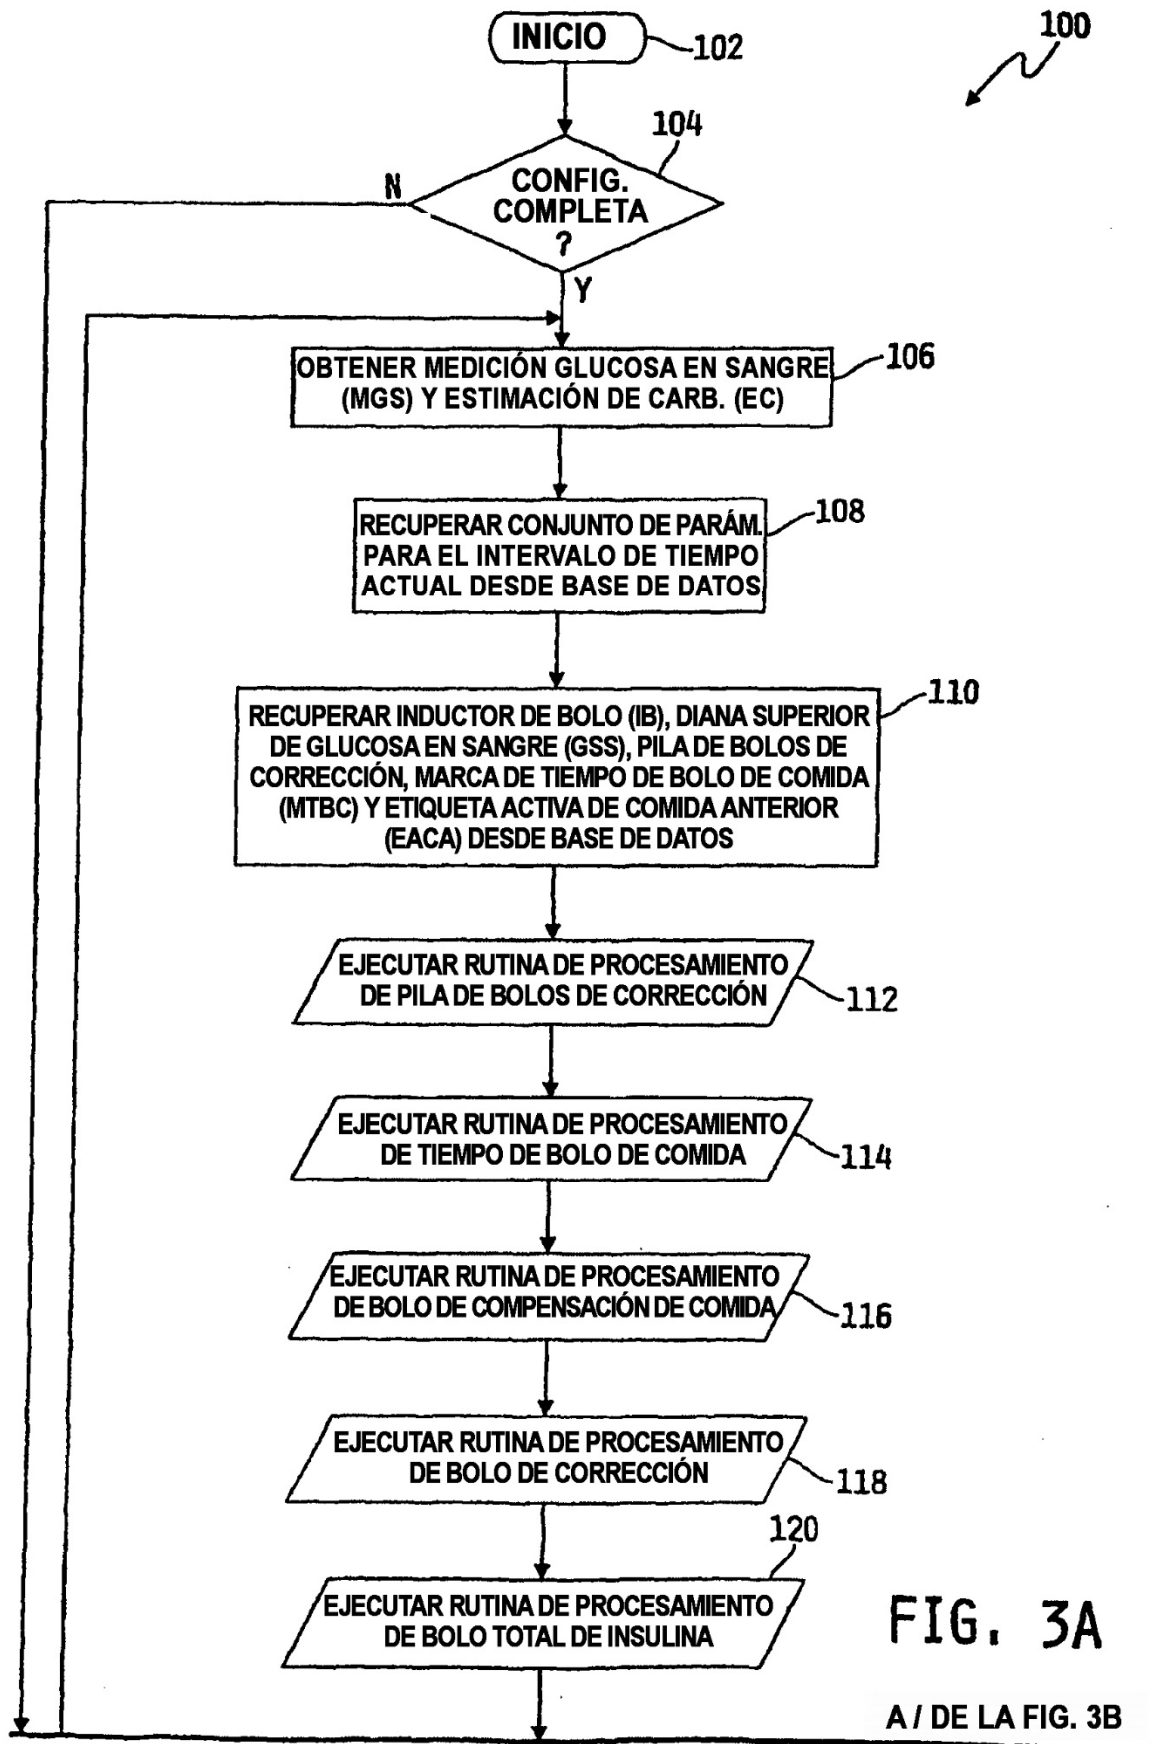 INICIO
102
100
104
CONFIG.
COMPLETA
?
N
Y
OBTENER MEDICIÓN GLUCOSA EN SANGRE
(MGS) Y ESTIMACIÓN DE CARB. (EC)
106
RECUPERAR CONJUNTO DE PARÁM.
PARA EL INTERVALO DE TIEMPO
ACTUAL DESDE BASE DE DATOS
108
RECUPERAR INDUCTOR DE BOLO (IB), DIANA SUPERIOR
DE GLUCOSA EN SANGRE (GSS), PILA DE BOLOS DE
CORRECCIÓN, MARCA DE TIEMPO DE BOLO DE COMIDA
(MTBC) Y ETIQUETA ACTIVA DE COMIDA ANTERIOR
(EACA) DESDE BASE DE DATOS
110
EJECUTAR RUTINA DE PROCESAMIENTO
DE PILA DE BOLOS DE CORRECCIÓN
112
EJECUTAR RUTINA DE PROCESAMIENTO
DE TIEMPO DE BOLO DE COMIDA
114
EJECUTAR RUTINA DE PROCESAMIENTO
DE BOLO DE COMPENSACIÓN DE COMIDA
116
EJECUTAR RUTINA DE PROCESAMIENTO
DE BOLO DE CORRECCIÓN
118
120
EJECUTAR RUTINA DE PROCESAMIENTO
DE BOLO TOTAL DE INSULINA
FIG. 3A
A / DE LA FIG. 3B